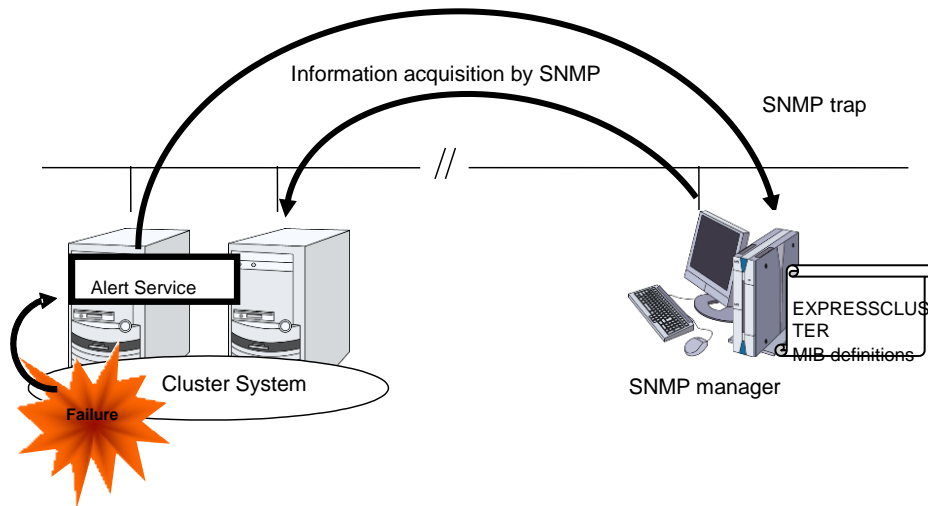 Information acquisition by SNMP
SNMP trap
//
Alert Service
EXPRESSCLUS
TER
MIB definitions
Cluster System
SNMP manager
Failure